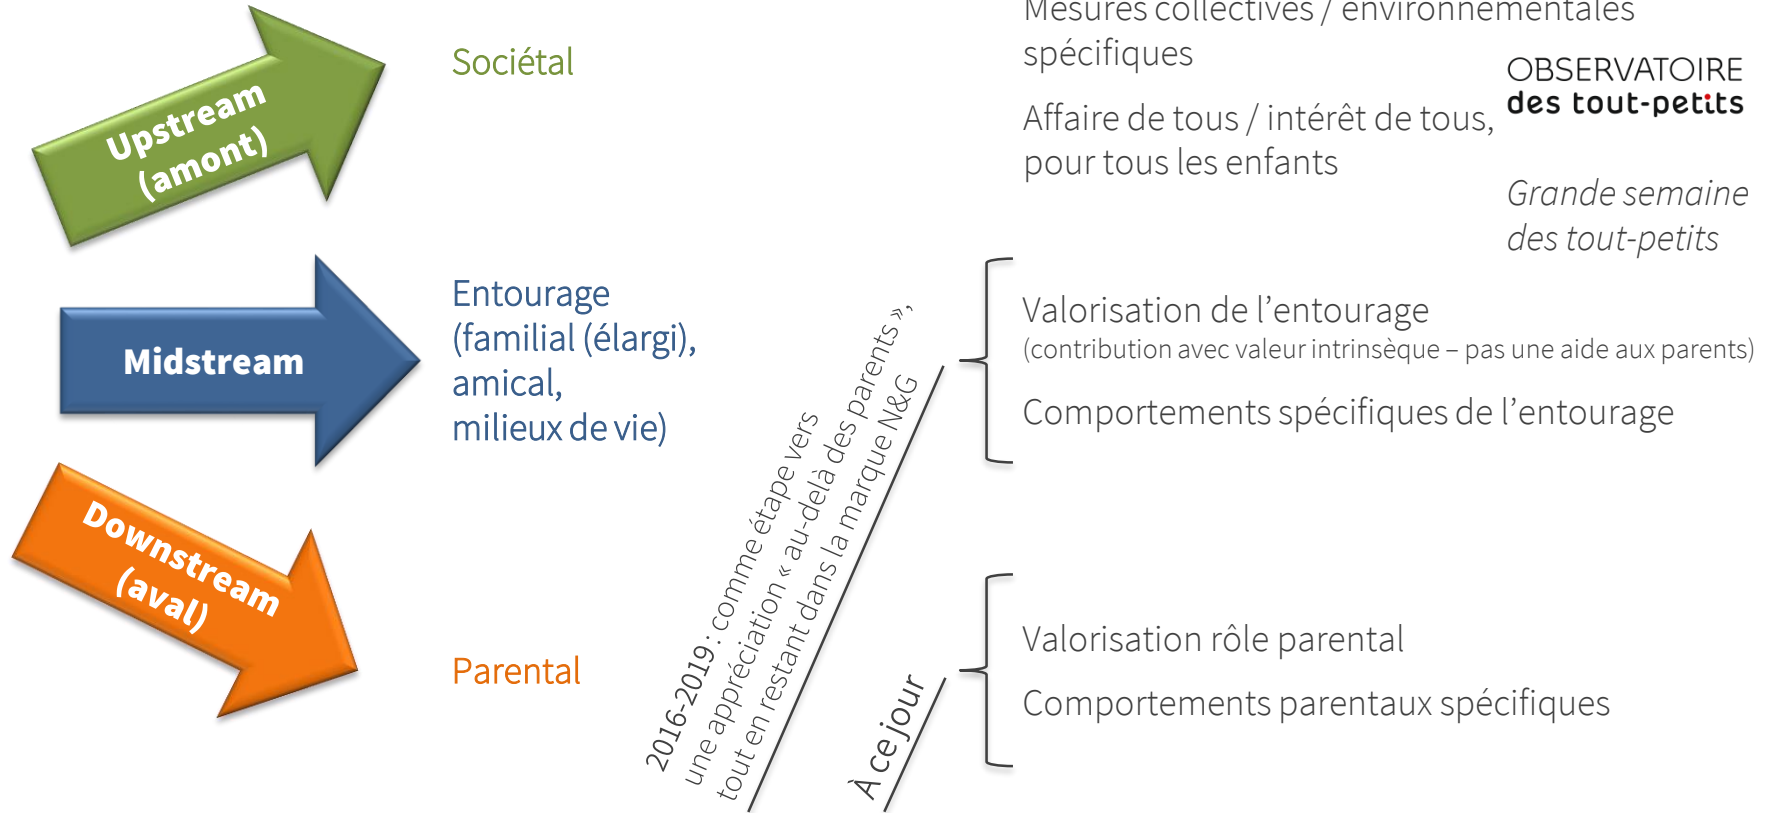 Upstream
(amont)
Sociétal
Mesures collectives / environnementales
spécifiques
Affaire de tous / intérêt de tous,
pour tous les enfants
OBSERVATOIRE
des tout-petits
Grande semaine
des tout-petits
Midstream
Entourage
(familial (élargi),
amical,
milieux de vie)
2016-2019 : comme étape vers
une appréciation « au-delà des parents »,
tout en restant dans la marque N&G
Valorisation de l’entourage
(contribution avec valeur intrinsèque – pas une aide aux parents)
Comportements spécifiques de l’entourage
Downstream
(aval)
Parental
À ce jour
Valorisation rôle parental
Comportements parentaux spécifiques